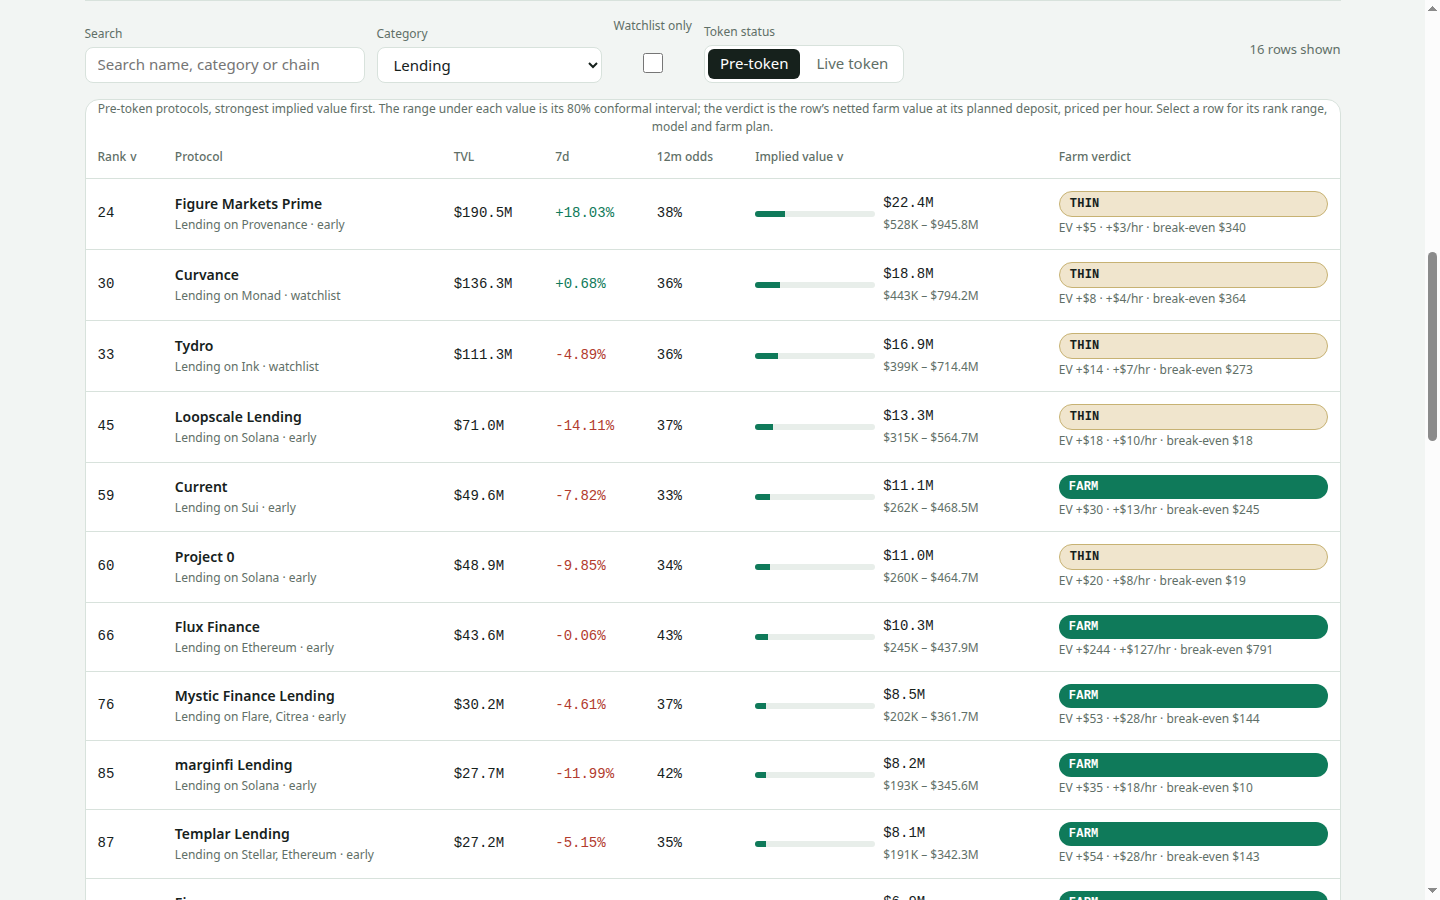 Search
Category
Watchlist only
Token status
Search name, category or chain
Lending
Pre-token
Live token
16 rows shown
Pre-token protocols, strongest implied value first. The range under each value is its 80% conformal interval; the verdict is the row's netted farm value at its planned deposit, priced per hour. Select a row for its rank range,
model and farm plan.
Rank v Protocol TVL 7d 12m odds Implied value v Farm verdict
24 Figure Markets Prime $190.5M +18.03% 38% $22.4M THIN
Lending on Provenance · early $528K – $945.8M EV +$5 · +$3/hr · break-even $340
30 Curvance $136.3M +0.68% 36% $18.8M THIN
Lending on Monad · watchlist $443K – $794.2M EV +$8 · +$4/hr · break-even $364
33 Tydro $111.3M -4.89% 36% $16.9M THIN
Lending on Ink · watchlist $399K – $714.4M EV +$14 · +$7/hr · break-even $273
45 Loopscale Lending $71.0M -14.11% 37% $13.3M THIN
Lending on Solana · early $315K – $564.7M EV +$18 · +$10/hr · break-even $18
59 Current $49.6M -7.82% 33% $11.1M FARM
Lending on Sui · early $262K – $468.5M EV +$30 · +$13/hr · break-even $245
60 Project 0 $48.9M -9.85% 34% $11.0M THIN
Lending on Solana · early $260K – $464.7M EV +$20 · +$8/hr · break-even $19
66 Flux Finance $43.6M -0.06% 43% $10.3M FARM
Lending on Ethereum · early $245K – $437.9M EV +$244 · +$127/hr · break-even $791
76 Mystic Finance Lending $30.2M -4.61% 37% $8.5M FARM
Lending on Flare, Citrea · early $202K – $361.7M EV +$53 · +$28/hr · break-even $144
85 marginfi Lending $27.7M -11.99% 42% $8.2M FARM
Lending on Solana · early $193K – $345.6M EV +$35 · +$18/hr · break-even $10
87 Templar Lending $27.2M -5.15% 35% $8.1M FARM
Lending on Stellar, Ethereum · early $191K – $342.3M EV +$54 · +$28/hr · break-even $143